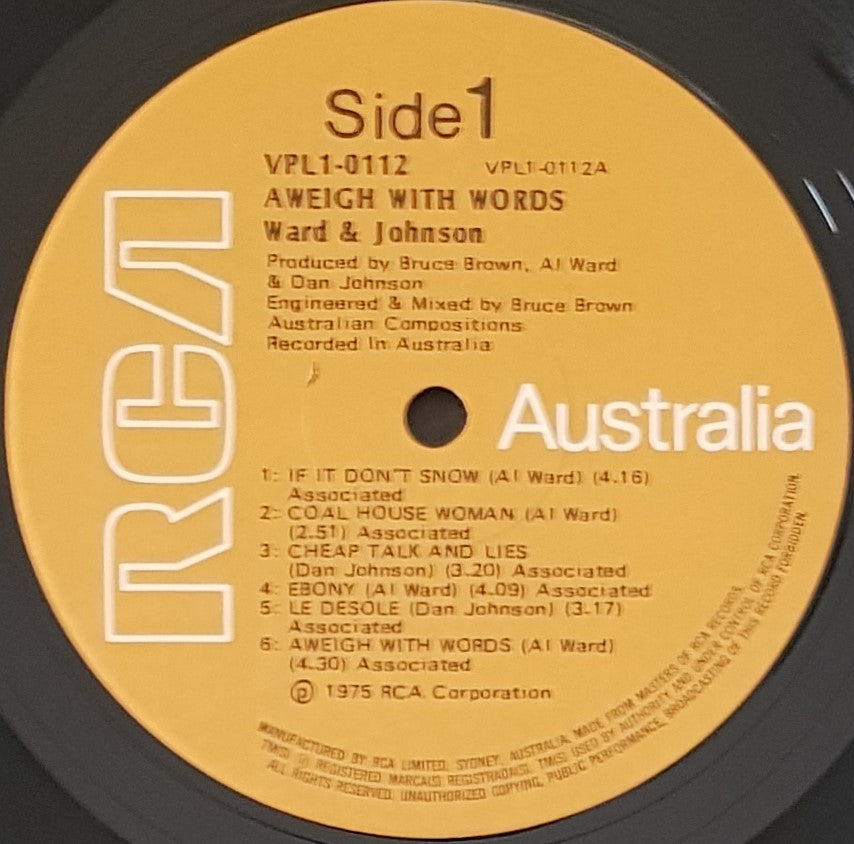 Side 1
VPL1-0112 VPL1-0112A
AWEIGH WITH WORDS
Ward & Johnson
Produced by Bruce Brown, Al Ward
& Dan Johnson
Engineered & Mixed by Bruce Brown
Australian Compositions
Recorded In Australia
RCA
Australia
1: IF IT DON'T SNOW (Al Ward) (4.16)
Associated
2: COAL HOUSE WOMAN (Al Ward)
(2.51) Associated
3: CHEAP TALK AND LIES
(Dan Johnson) (3.20) Associated
4: EBONY (Al Ward) (4.09) Associated
5: LE DESOLE (Dan Johnson) (3.17)
Associated
6: AWEIGH WITH WORDS (Al Ward)
(4.30) Associated
℗ 1975 RCA Corporation
MANUFACTURED BY RCA LIMITED, SYDNEY, AUSTRALIA, MADE FROM MASTERS OF RCA RECORDS.
TM(S) ® REGISTERED MARCA(S) REGISTRADA(S). TM(S) USED BY AUTHORITY AND UNDER CONTROL OF RCA CORPORATION.
ALL RIGHTS RESERVED. UNAUTHORIZED COPYING, PUBLIC PERFORMANCE, BROADCASTING OF THIS RECORD FORBIDDEN.